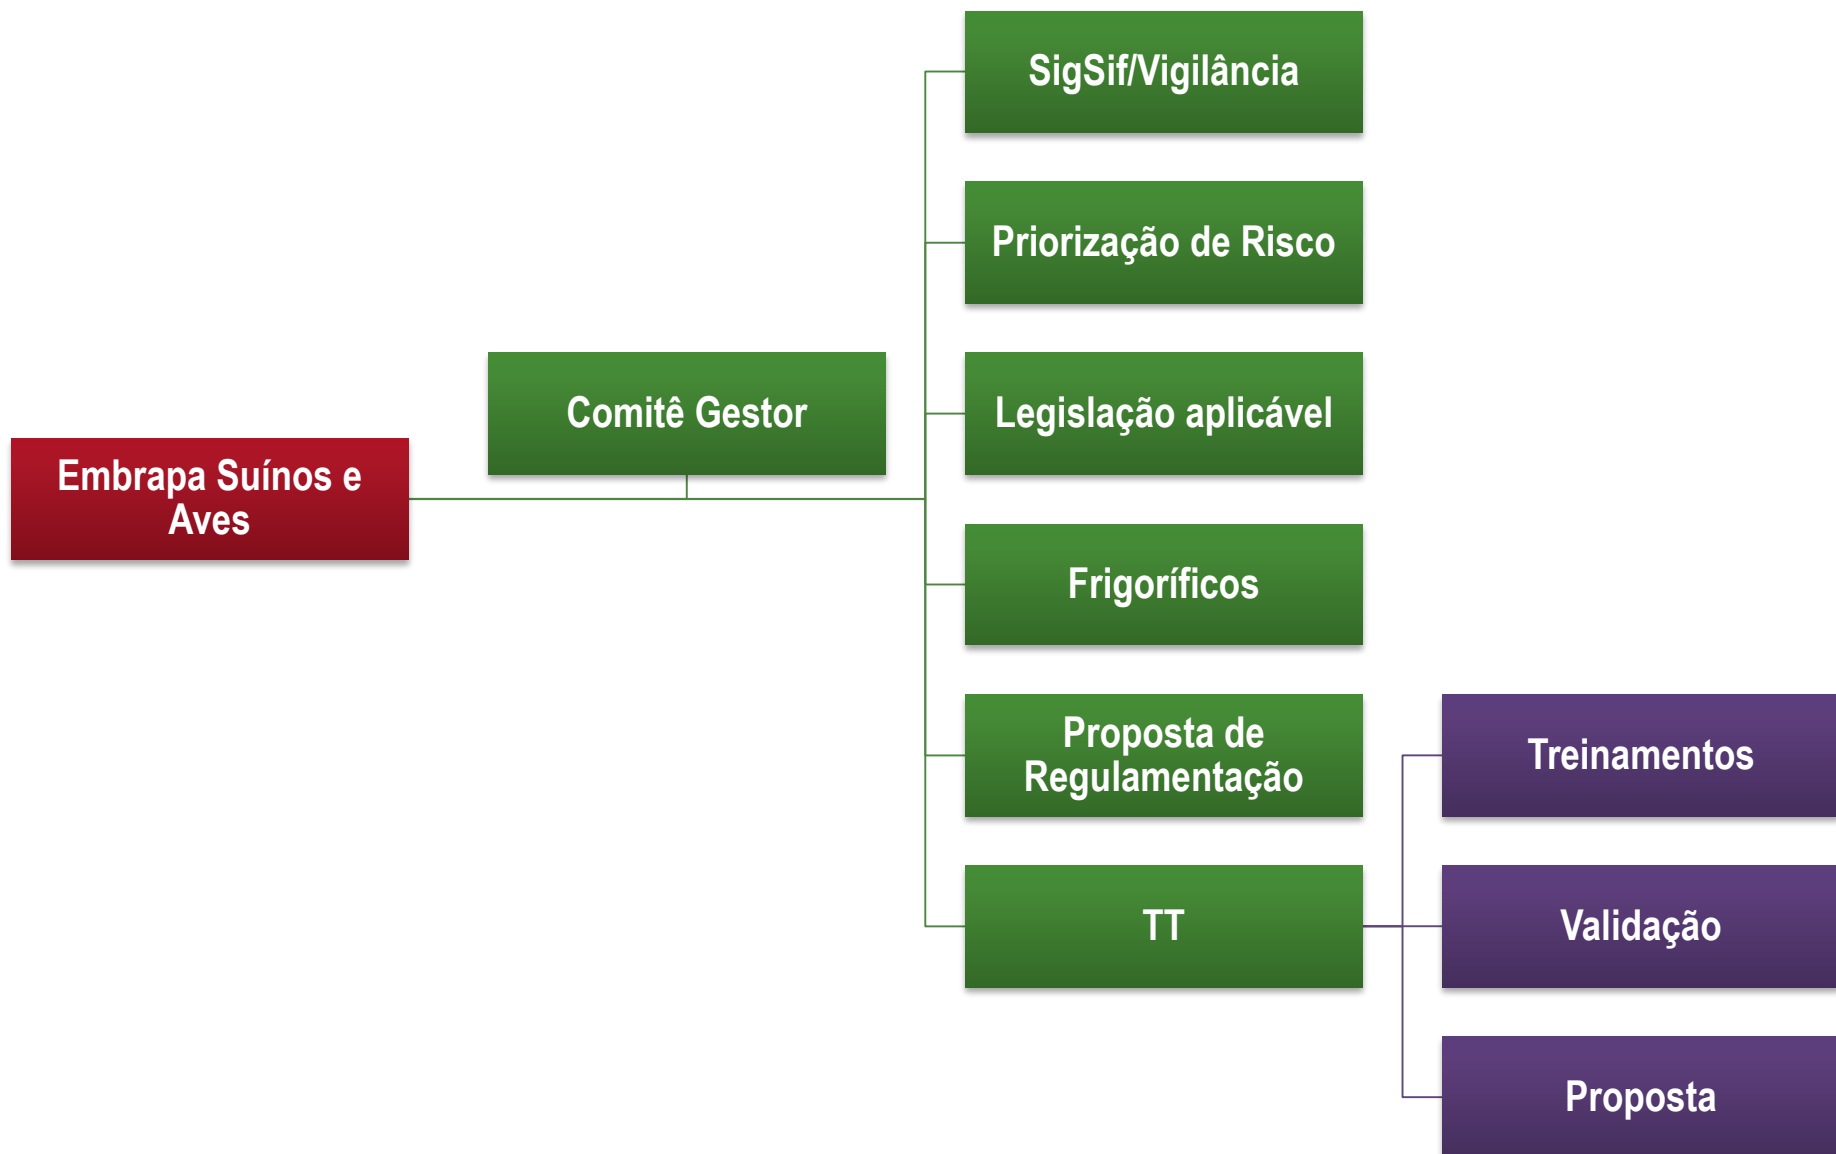 Embrapa Suínos e
Aves
Comitê Gestor
SigSif/Vigilância
Priorização de Risco
Legislação aplicável
Frigoríficos
Proposta de
Regulamentação
TT
Treinamentos
Validação
Proposta